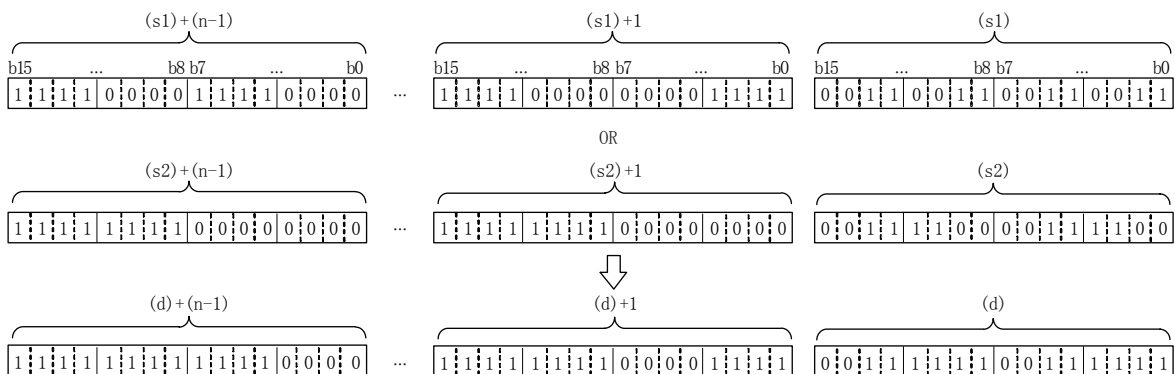 (s1)+(n-1) (s1)+1 (s1)
b15 ... b8 b7 ... b0 b15 ... b8 b7 ... b0 b15 ... b8 b7 ... b0
1 1 1 1 0 0 0 0 1 1 1 1 0 0 0 0 ... 1 1 1 1 0 0 0 0 0 0 0 0 1 1 1 1 0 0 1 1 0 0 1 1 0 0 1 1 0 0 1 1
OR
(s2)+(n-1) (s2)+1 (s2)
1 1 1 1 1 1 1 1 0 0 0 0 0 0 0 0 ... 1 1 1 1 1 1 1 1 0 0 0 0 0 0 0 0 0 0 1 1 1 1 0 0 0 0 1 1 1 1 0 0
(d)+(n-1) (d)+1 (d)
1 1 1 1 1 1 1 1 1 1 1 1 0 0 0 0 ... 1 1 1 1 1 1 1 1 0 0 0 0 1 1 1 1 0 0 1 1 1 1 1 1 0 0 1 1 1 1 1 1